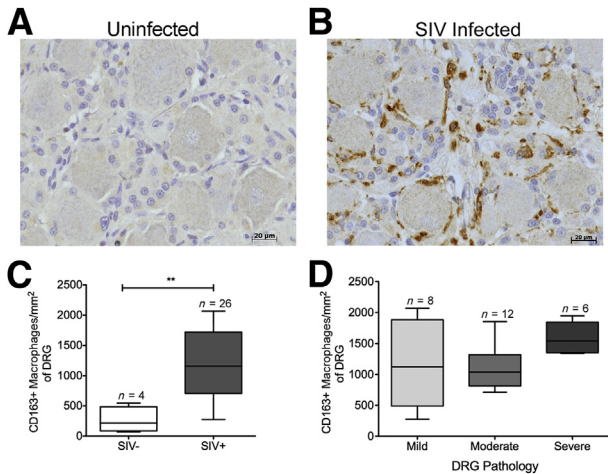 A Uninfected
B SIV Infected
20 µm
20 µm
C
CD163+ Macrophages/mm²
of DRG
2500
2000
1500
1000
500
0
**
n = 4
n = 26
SIV-
SIV+
D
CD163+ Macrophages/mm²
of DRG
2500
2000
1500
1000
500
0
n = 8
n = 12
n = 6
Mild
Moderate
Severe
DRG Pathology